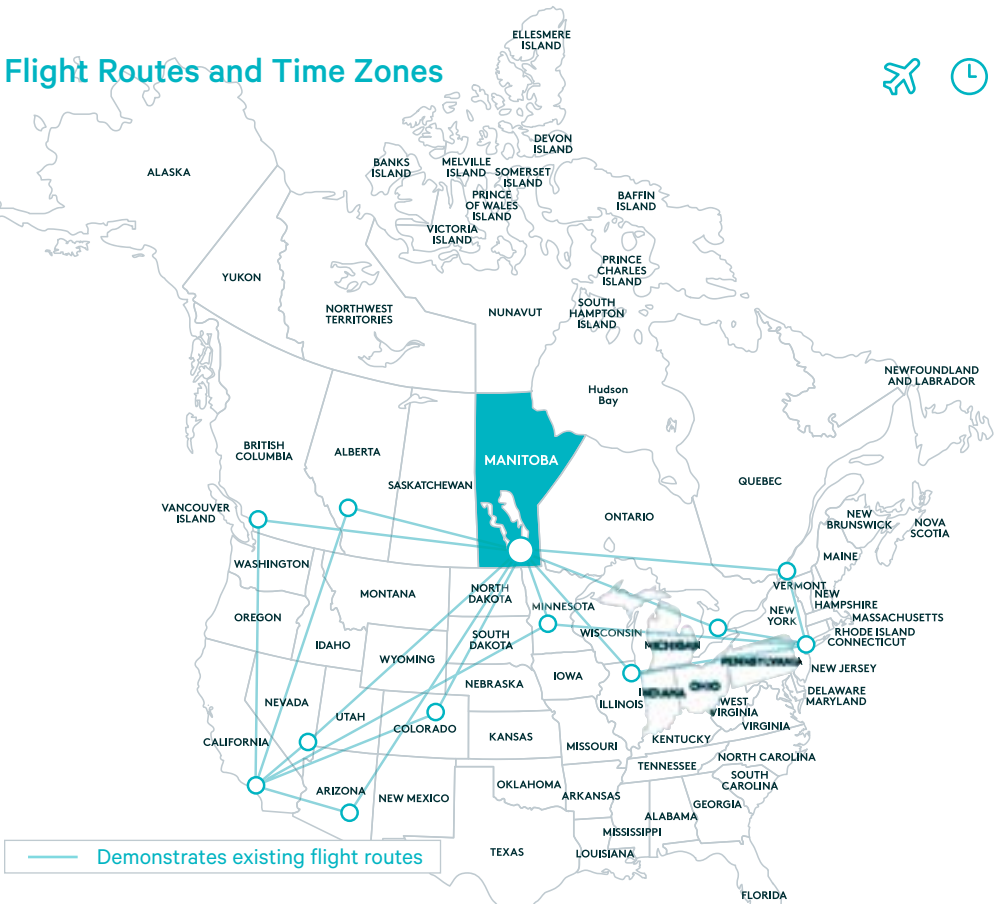 Flight Routes and Time Zones
ELLESMERE
ISLAND
DEVON
ISLAND
ALASKA
BANKS
ISLAND
MELVILLE
ISLAND
SOMERSET
ISLAND
PRINCE
OF WALES
ISLAND
BAFFIN
ISLAND
VICTORIA
ISLAND
PRINCE
CHARLES
ISLAND
YUKON
NORTHWEST
TERRITORIES
NUNAVUT
SOUTH
HAMPTON
ISLAND
NEWFOUNDLAND
AND LABRADOR
Hudson
Bay
BRITISH
COLUMBIA
ALBERTA
MANITOBA
SASKATCHEWAN
QUEBEC
VANCOUVER
ISLAND
ONTARIO
NEW
BRUNSWICK
NOVA
SCOTIA
MAINE
WASHINGTON
MONTANA
NORTH
DAKOTA
MINNESOTA
VERMONT
NEW
HAMPSHIRE
NEW
YORK
MASSACHUSETTS
OREGON
IDAHO
SOUTH
DAKOTA
WISCONSIN
MICHIGAN
RHODE ISLAND
CONNECTICUT
WYOMING
PENNSYLVANIA
NEW JERSEY
NEBRASKA
IOWA
INDIANA
OHIO
DELAWARE
MARYLAND
NEVADA
UTAH
COLORADO
ILLINOIS
WEST
VIRGINIA
VIRGINIA
CALIFORNIA
KANSAS
MISSOURI
KENTUCKY
NORTH CAROLINA
TENNESSEE
SOUTH
CAROLINA
ARIZONA
NEW MEXICO
OKLAHOMA
ARKANSAS
GEORGIA
ALABAMA
MISSISSIPPI
TEXAS
LOUISIANA
FLORIDA
Demonstrates existing flight routes